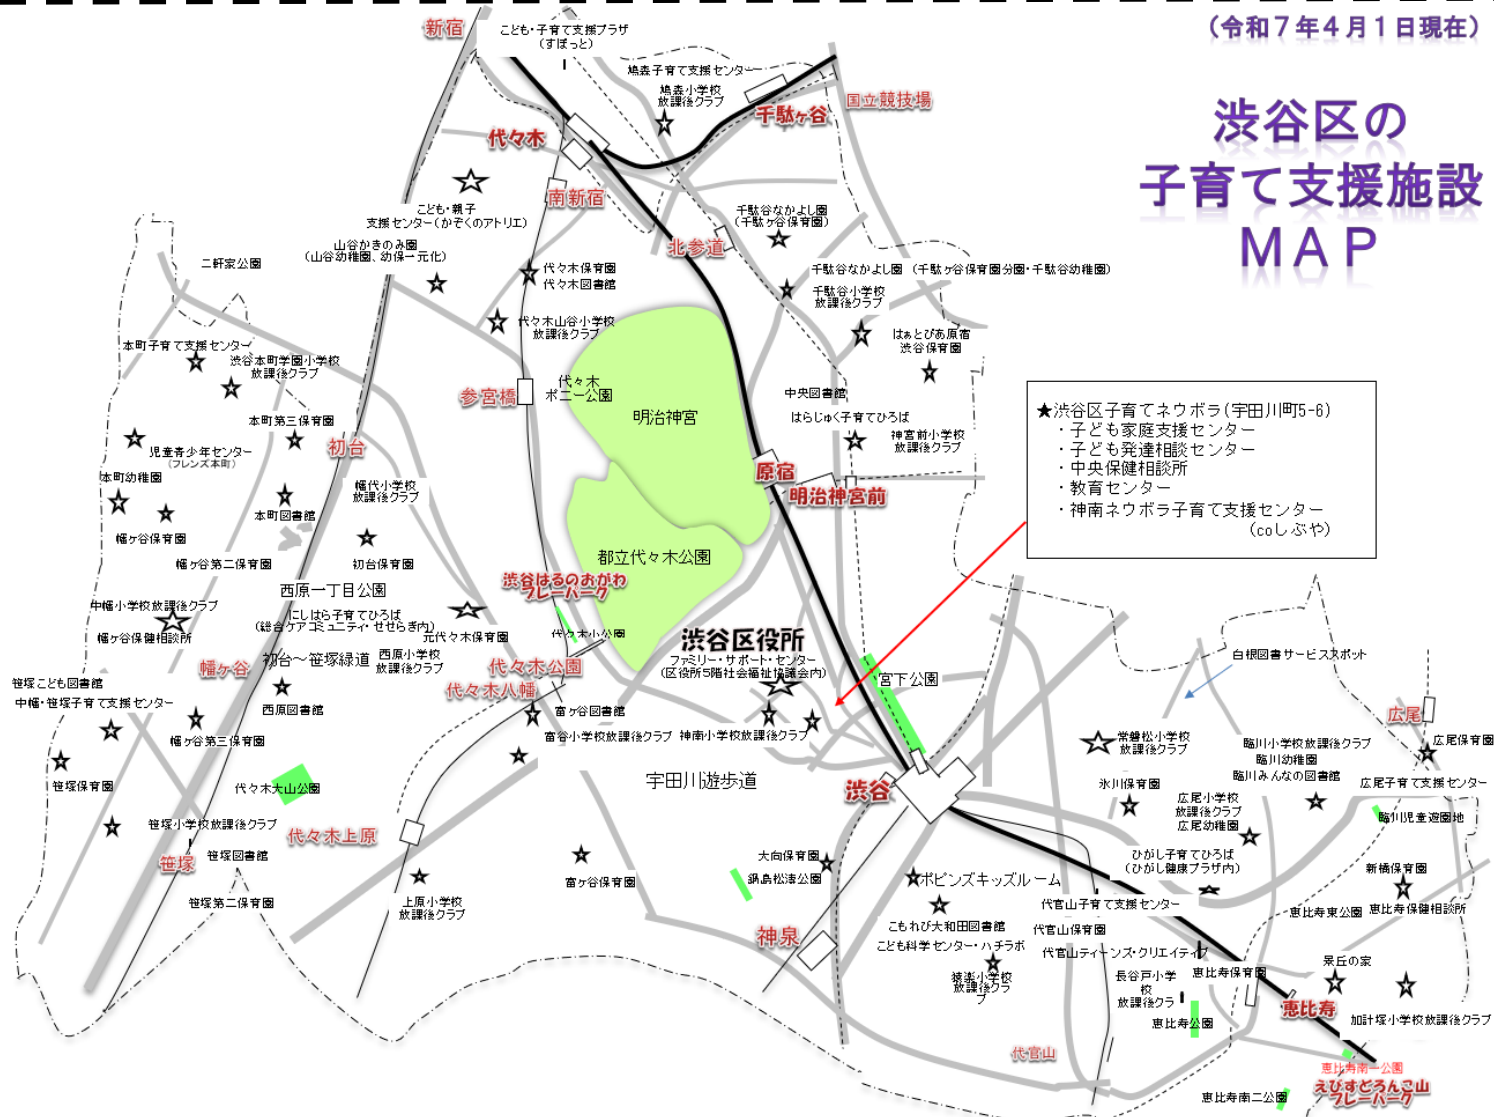 (令和7年4月1日現在)
渋谷区の
子育て支援施設
MAP
新宿
こども・子育て支援プラザ
(すぽっと)
鳩森子育て支援センター
鳩森小学校
放課後クラブ
千駄ヶ谷
国立競技場
代々木
南新宿
こども・親子
支援センター(かぞくのアトリエ)
山谷かきのみ園
(山谷幼稚園、幼保一元化)
二軒家公園
北参道
千駄谷なかよし園
(千駄ヶ谷保育園)
千駄谷なかよし園 (千駄ヶ谷保育園分園・千駄谷幼稚園)
千駄谷小学校
放課後クラブ
代々木保育園
代々木図書館
代々木山谷小学校
放課後クラブ
はぁとぴあ原宿
渋谷保育園
本町子育て支援センター
渋谷本町学園小学校
放課後クラブ
参宮橋
代々木
ポニー公園
明治神宮
中央図書館
はらじゅく子育てひろば
神宮前小学校
放課後クラブ
本町第三保育園
初台
児童青少年センター
(フレンズ本町)
本町幼稚園
本町図書館
幡代小学校
放課後クラブ
原宿
明治神宮前
★渋谷区子育てネウボラ(宇田川町5-6)
・子ども家庭支援センター
・子ども発達相談センター
・中央保健相談所
・教育センター
・神南ネウボラ子育て支援センター
(coしぶや)
幡ヶ谷保育園
幡ヶ谷第二保育園
初台保育園
都立代々木公園
西原一丁目公園
渋谷はるのおがわ
プレーパーク
中幡小学校放課後クラブ
幡ヶ谷保健相談所
にしはら子育てひろば
(総合ケアコミュニティ・せせらぎ内)
元代々木保育園
代々木小公園
渋谷区役所
ファミリー・サポート・センター
(区役所5階社会福祉協議会内)
幡ヶ谷
初台～笹塚緑道
西原小学校
放課後クラブ
代々木公園
代々木八幡
宮下公園
白根図書サービススポット
笹塚こども図書館
中幡・笹塚子育て支援センター
西原図書館
富ヶ谷図書館
富谷小学校放課後クラブ
神南小学校放課後クラブ
幡ヶ谷第三保育園
広尾
広尾保育園
常磐松小学校
放課後クラブ
臨川小学校放課後クラブ
臨川幼稚園
臨川みんなの図書館
広尾子育て支援センター
笹塚保育園
代々木大山公園
宇田川遊歩道
渋谷
氷川保育園
広尾小学校
放課後クラブ
広尾幼稚園
臨川児童遊園地
笹塚小学校放課後クラブ
代々木上原
笹塚
笹塚図書館
笹塚第二保育園
上原小学校
放課後クラブ
富ヶ谷保育園
大向保育園
鍋島松濤公園
ポピンズキッズルーム
ひがし子育てひろば
(ひがし健康プラザ内)
新橋保育園
代官山子育て支援センター
恵比寿東公園
恵比寿保健相談所
神泉
こもれび大和田図書館
こども科学センター・ハチラボ
代官山保育園
代官山ティーンズ・クリエイティブ
猿楽小学校
放課後クラ
ブ
長谷戸小学
校
放課後クラ
恵比寿保育園
景丘の家
恵比寿
恵比寿公園
加計塚小学校放課後クラブ
代官山
恵比寿南一公園
えびすどろんこ山
プレーパーク
恵比寿南二公園